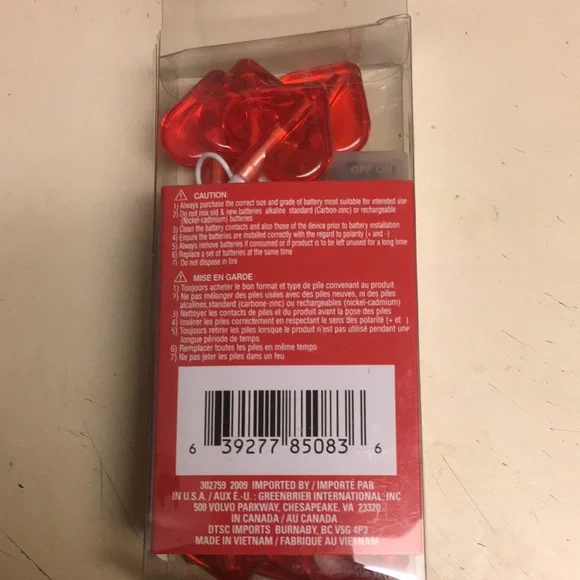 OFF ON
CAUTION:
1) Always purchase the correct size and grade of battery most suitable for intended use
2) Do not mix old & new batteries alkaline standard (Carbon-zinc) or rechargeable
(Nickel-cadmium) batteries
3) Clean the battery contacts and also those of the device prior to battery installation
4) Ensure the batteries are installed correctly with the regard to polarity (+ and -)
5) Always remove batteries if consumed or if product is to be left unused for a long time
6) Replace a set of batteries at the same time
7) Do not dispose in fire
MISE EN GARDE
1) Toujours acheter le bon format et type de pile convenant au produit
2) Ne pas mélanger des piles usées avec des piles neuves, ni des piles
alcalines,standard (carbone-zinc) ou rechargeables (nickel-cadmium)
3) Nettoyer les contacts de piles et du produit avant la pose des piles
4) Insérer les piles correctement en respectant le sens des polarité (+ et )
5) Toujours retirer les piles lorsque le produit n'est pas utilisé pendant une
longue période de temps
6) Remplacer toutes les piles en même temps
7) Ne pas jeter les piles dans un feu
6 39277 85083 6
302759 2009 IMPORTED BY / IMPORTÉ PAR
IN U.S.A. / AUX É.-U. : GREENBRIER INTERNATIONAL, INC
500 VOLVO PARKWAY, CHESAPEAKE, VA 23320
IN CANADA / AU CANADA
DTSC IMPORTS BURNABY, BC V5G 4P3
MADE IN VIETNAM / FABRIQUÉ AU VIETNAM